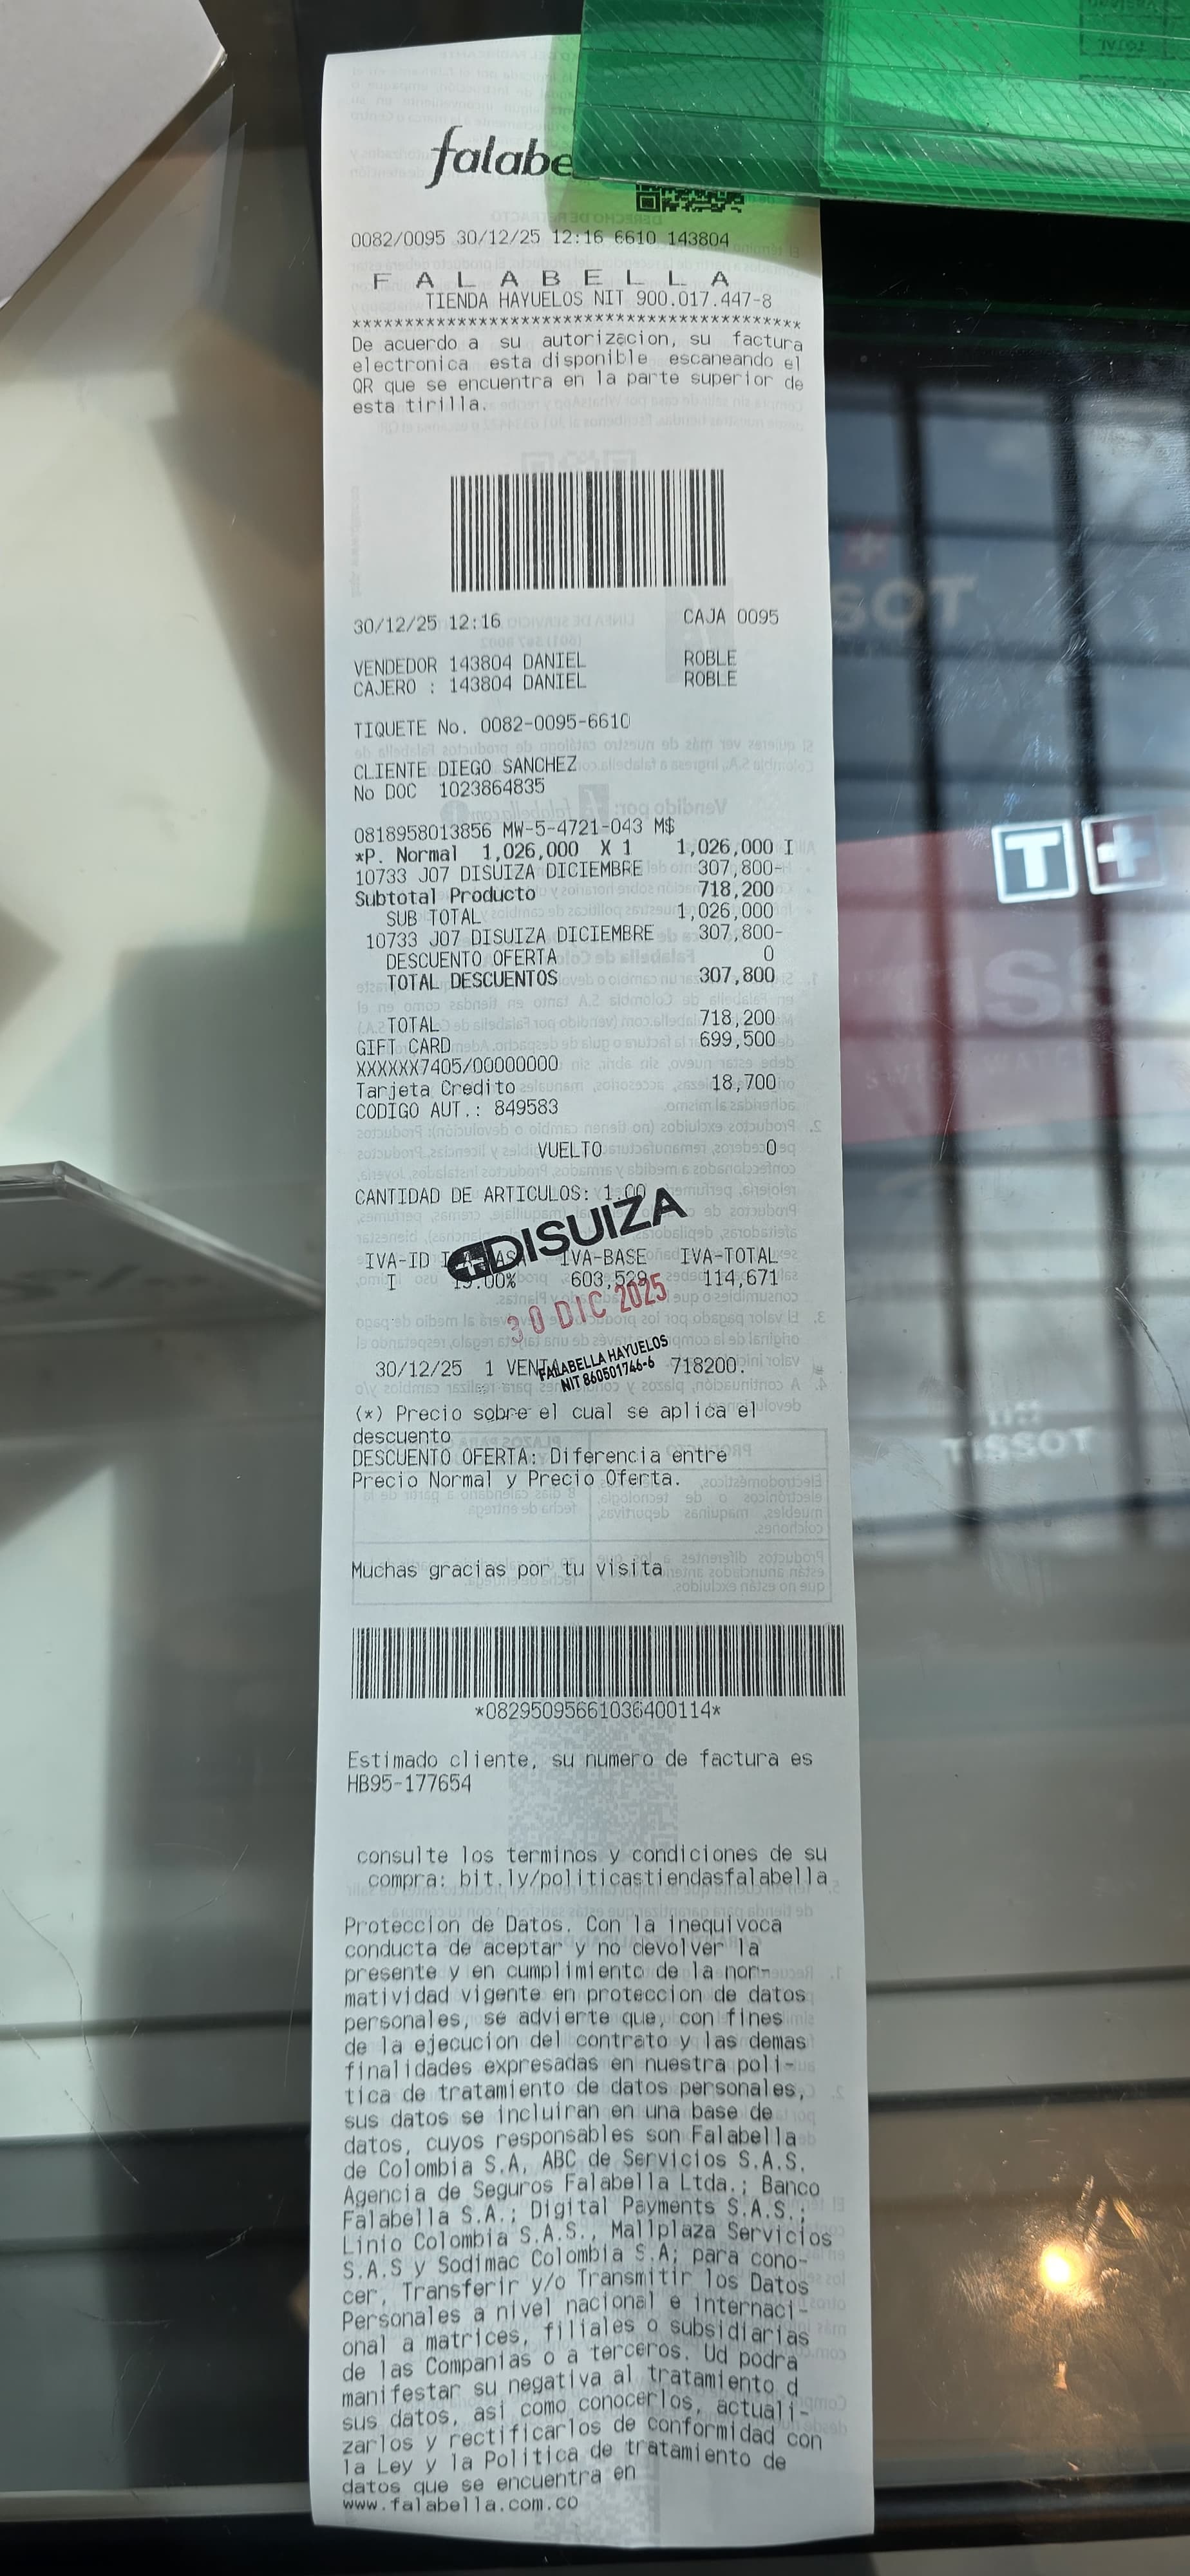 falabe
0082/0095 30/12/25 12:16 6610 143804
F A L A B E L L A
TIENDA HAYUELOS NIT 900.017.447-8
*******************************************
De acuerdo a su autorizacion, su factura
electronica esta disponible escaneando el
QR que se encuentra en la parte superior de
esta tirilla.
30/12/25 12:16 CAJA 0095
VENDEDOR 143804 DANIEL ROBLE
CAJERO : 143804 DANIEL ROBLE
TIQUETE No. 0082-0095-6610
CLIENTE DIEGO SANCHEZ
No DOC 1023864835
0818958013856 MW-5-4721-043 M$
*P. Normal 1,026,000 X 1 1,026,000 I
10733 J07 DISUIZA DICIEMBRE 307,800-
Subtotal Producto 718,200
SUB TOTAL 1,026,000
10733 J07 DISUIZA DICIEMBRE 307,800-
DESCUENTO OFERTA 0
TOTAL DESCUENTOS 307,800
TOTAL 718,200
GIFT CARD 699,500
XXXXXX7405/00000000
Tarjeta Credito 18,700
CODIGO AUT.: 849583
VUELTO 0
CANTIDAD DE ARTICULOS: 1.00
DISUIZA
IVA-ID IVA-BASE IVA-TOTAL
I 19.00% 603,529 114,671
30 DIC 2025
FALABELLA HAYUELOS
NIT 860501746-6
30/12/25 1 VENTA 718200.
(*) Precio sobre el cual se aplica el
descuento
DESCUENTO OFERTA: Diferencia entre
Precio Normal y Precio Oferta.
Muchas gracias por tu visita
*08295095661036400114*
Estimado cliente, su numero de factura es
HB95-177654
consulte los terminos y condiciones de su
compra: bit.ly/politicastiendasfalabella
Proteccion de Datos. Con la inequivoca
conducta de aceptar y no devolver la
presente y en cumplimiento de la nor-
matividad vigente en proteccion de datos
personales, se advierte que, con fines
de la ejecucion del contrato y las demas
finalidades expresadas en nuestra poli-
tica de tratamiento de datos personales,
sus datos se incluiran en una base de
datos, cuyos responsables son Falabella
de Colombia S.A, ABC de Servicios S.A.S.
Agencia de Seguros Falabella Ltda.; Banco
Falabella S.A.; Digital Payments S.A.S.;
Linio Colombia S.A.S., Mallplaza Servicios
S.A.S y Sodimac Colombia S.A; para cono-
cer, Transferir y/o Transmitir los Datos
Personales a nivel nacional e internaci-
onal a matrices, filiales o subsidiarias
de las Companias o a terceros. Ud podra
manifestar su negativa al tratamiento d
sus datos, asi como conocerlos, actuali-
zarlos y rectificarlos de conformidad con
la Ley y la Politica de tratamiento de
datos que se encuentra en
www.falabella.com.co
T+
TISSOT